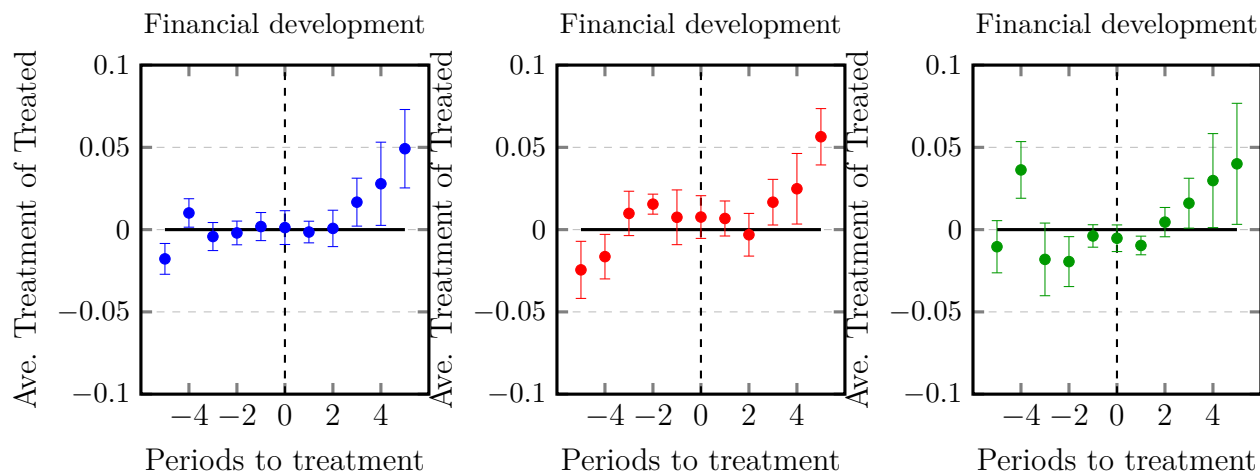 Financial development
Ave. Treatment of Treated
0.1
0.05
0
−0.05
−0.1
−4 −2 0 2 4
Periods to treatment
Financial development
Ave. Treatment of Treated
0.1
0.05
0
−0.05
−0.1
−4 −2 0 2 4
Periods to treatment
Financial development
Ave. Treatment of Treated
0.1
0.05
0
−0.05
−0.1
−4 −2 0 2 4
Periods to treatment